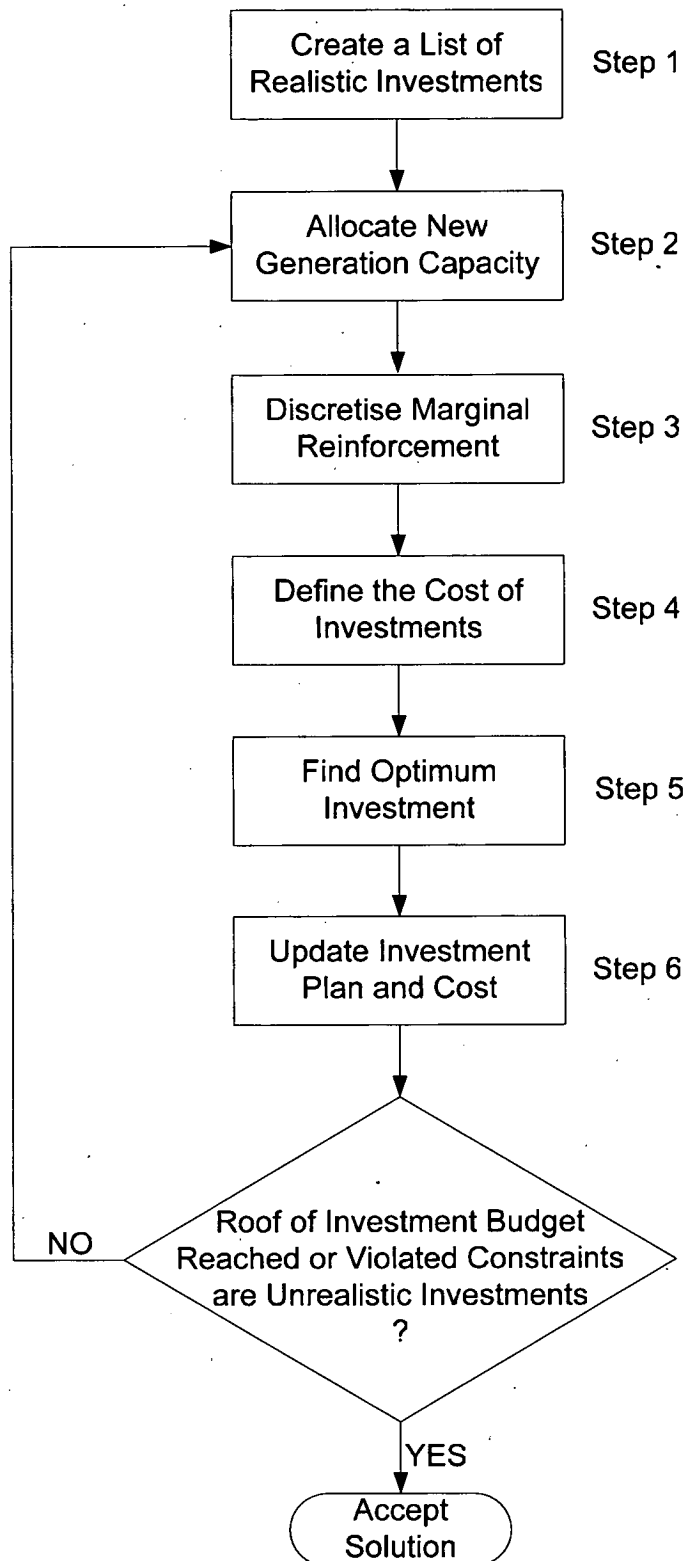 Create a List of
Realistic Investments
Step 1
Allocate New
Generation Capacity
Step 2
Discretise Marginal
Reinforcement
Step 3
Define the Cost of
Investments
Step 4
Find Optimum
Investment
Step 5
Update Investment
Plan and Cost
Step 6
Roof of Investment Budget
Reached or Violated Constraints
are Unrealistic Investments
?
NO
YES
Accept
Solution